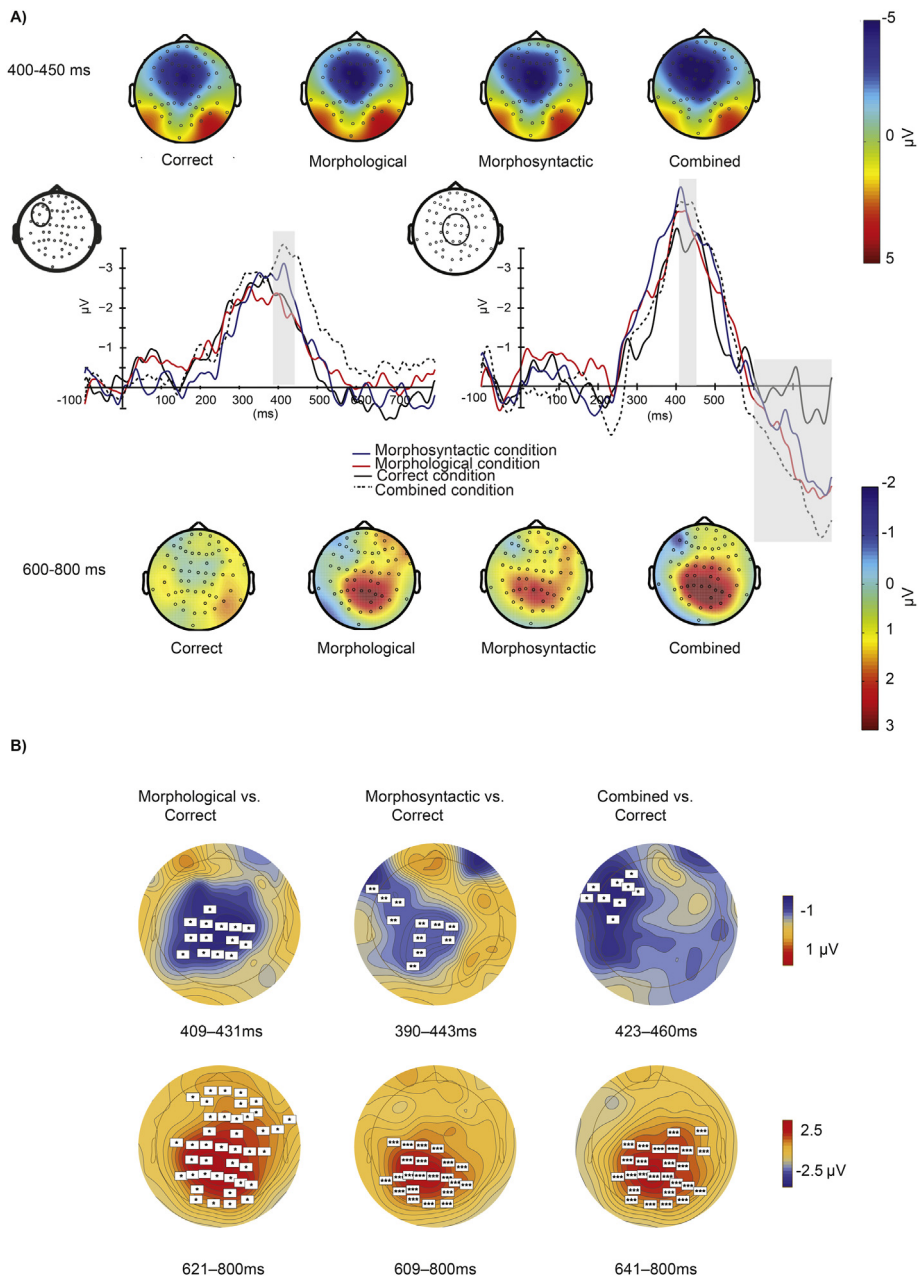 A)
-5
400-450 ms
0
µV
Correct
Morphological
Morphosyntactic
Combined
5
−3
−2
−1
µV
-100
0
100
200
300
400
500
600
700
(ms)
−3
−2
−1
µV
-100
0
100
200
300
400
500
(ms)
Morphosyntactic condition
Morphological condition
Correct condition
Combined condition
-2
-1
0
1
2
3
µV
600-800 ms
Correct
Morphological
Morphosyntactic
Combined
B)
Morphological vs.
Correct
Morphosyntactic vs.
Correct
Combined vs.
Correct
-1
1 µV
409–431ms
390–443ms
423–460ms
2.5
-2.5 µV
621–800ms
609–800ms
641–800ms